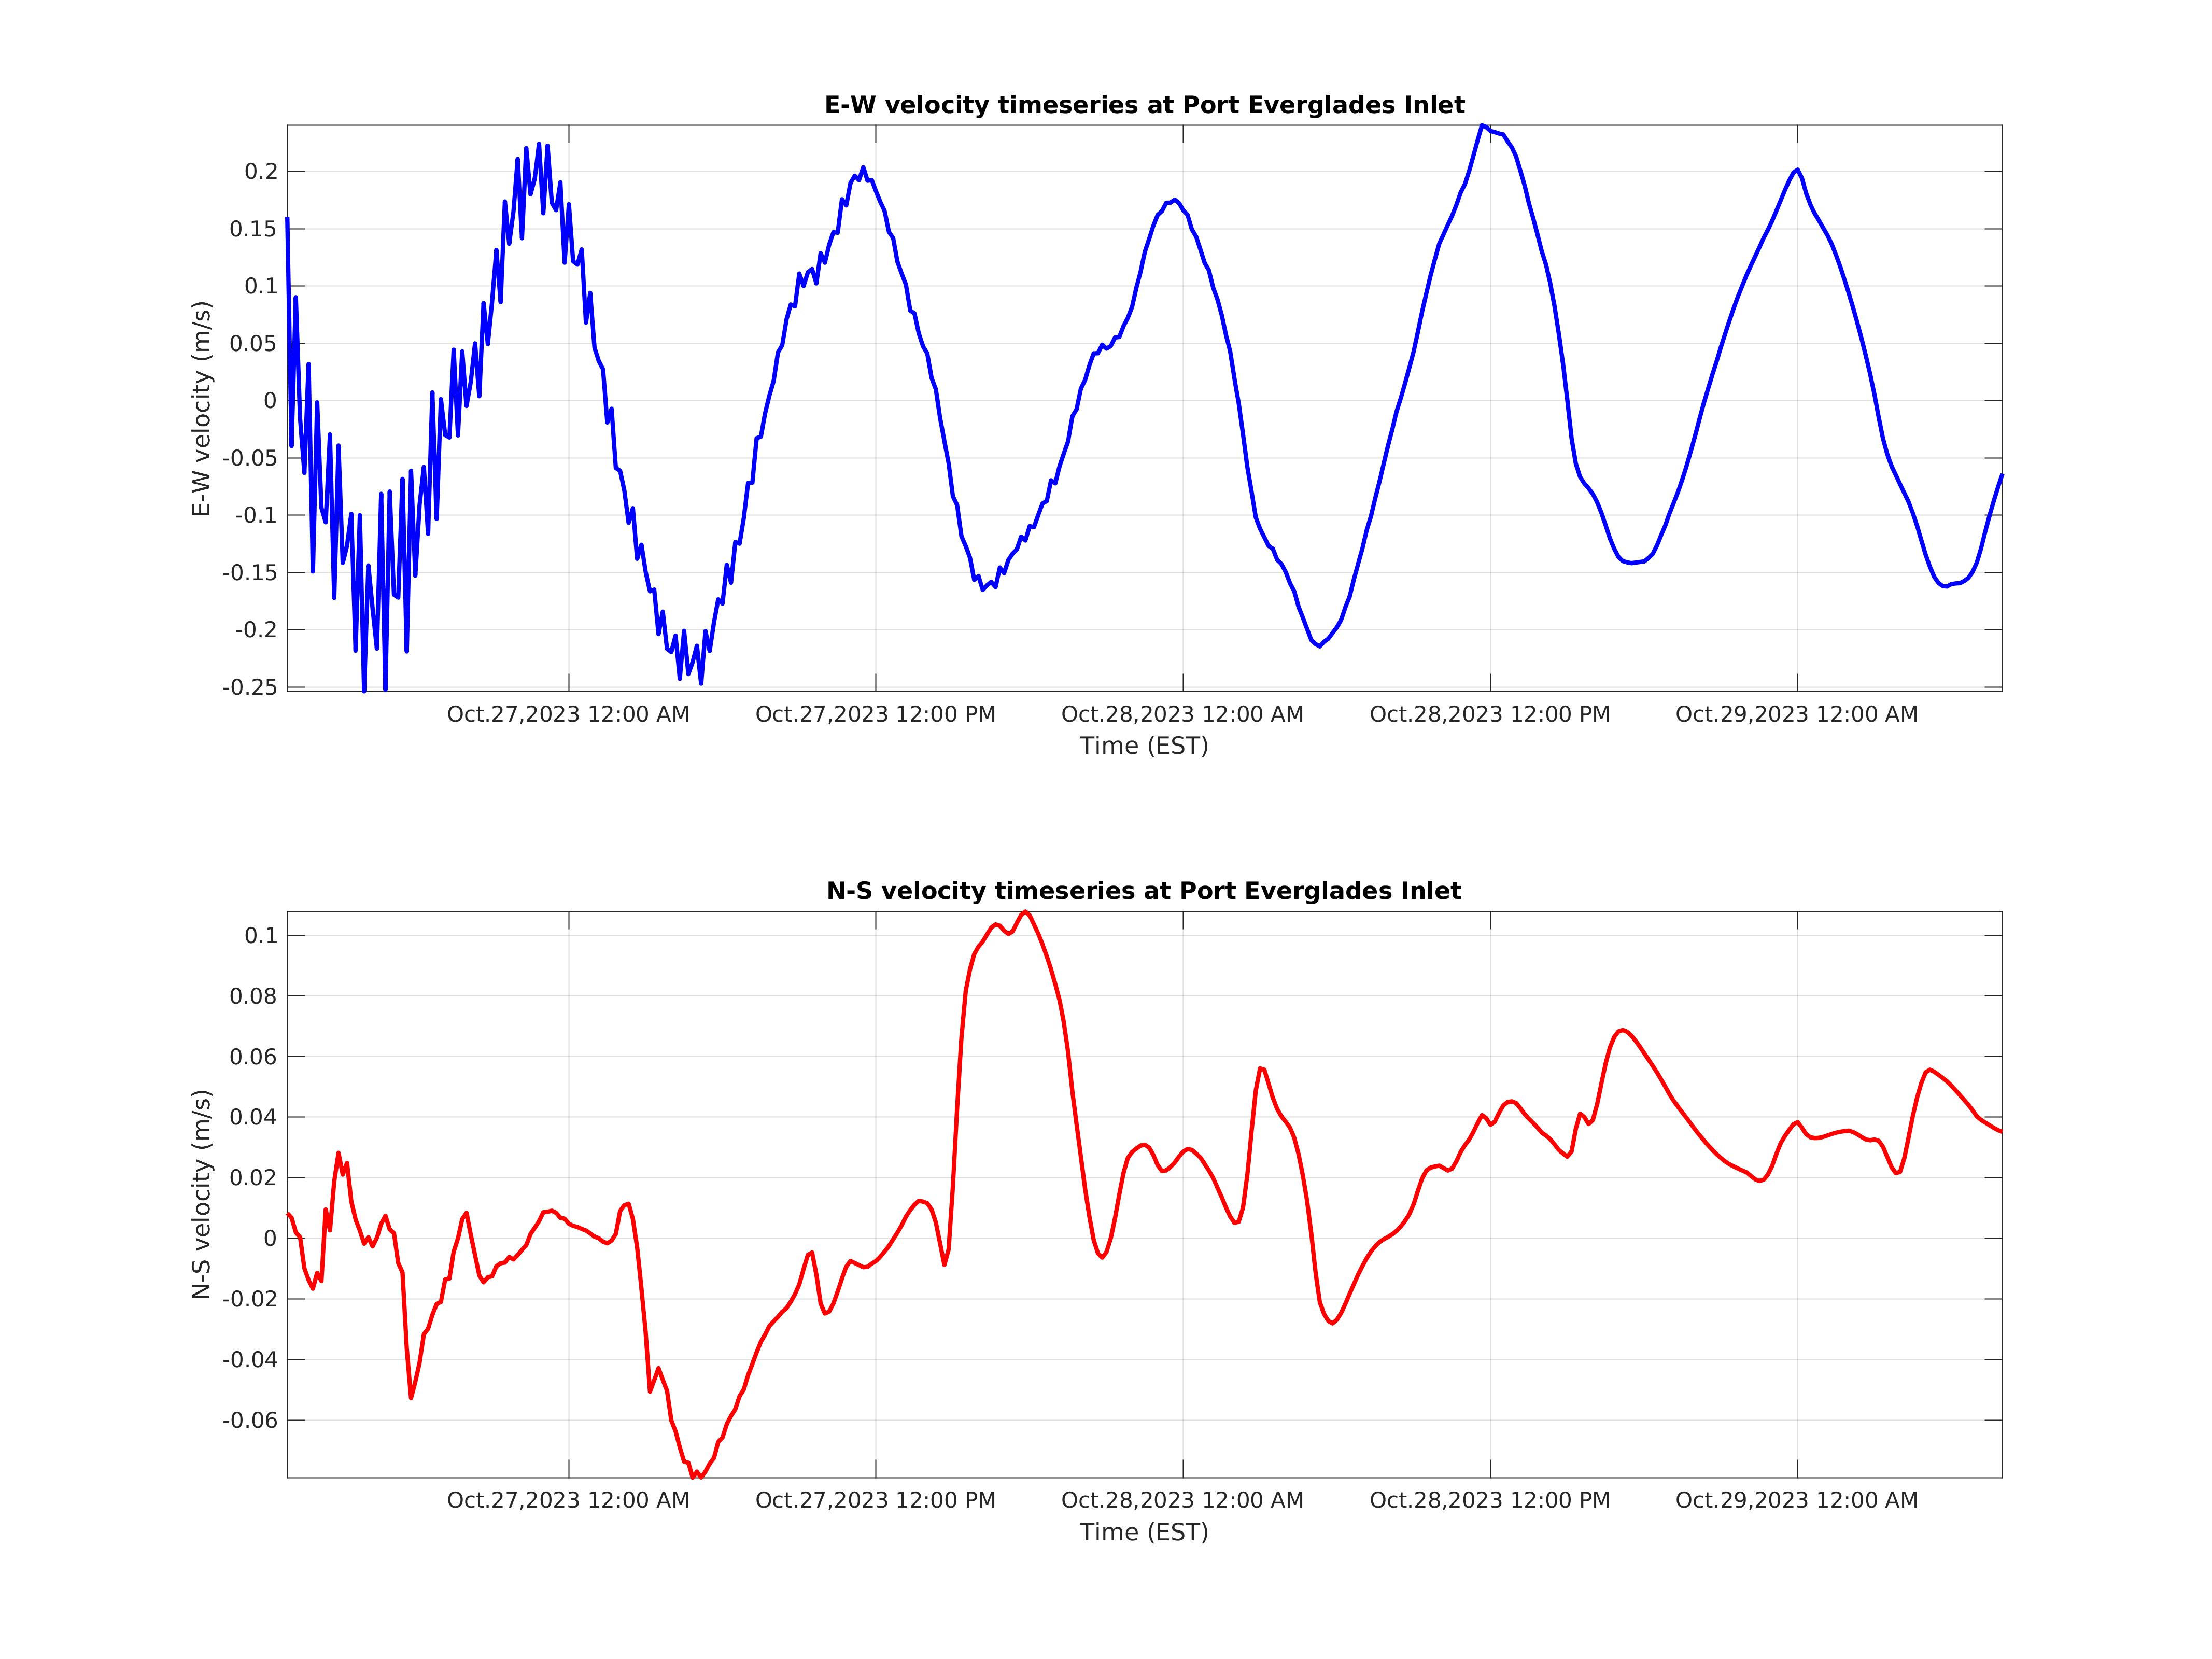 E-W velocity timeseries at Port Everglades Inlet
0.2
0.15
0.1
0.05
0
-0.05
-0.1
-0.15
-0.2
-0.25
E-W velocity (m/s)
Oct.27,2023 12:00 AM
Oct.27,2023 12:00 PM
Oct.28,2023 12:00 AM
Oct.28,2023 12:00 PM
Oct.29,2023 12:00 AM
Time (EST)
N-S velocity timeseries at Port Everglades Inlet
0.1
0.08
0.06
0.04
0.02
0
-0.02
-0.04
-0.06
N-S velocity (m/s)
Oct.27,2023 12:00 AM
Oct.27,2023 12:00 PM
Oct.28,2023 12:00 AM
Oct.28,2023 12:00 PM
Oct.29,2023 12:00 AM
Time (EST)